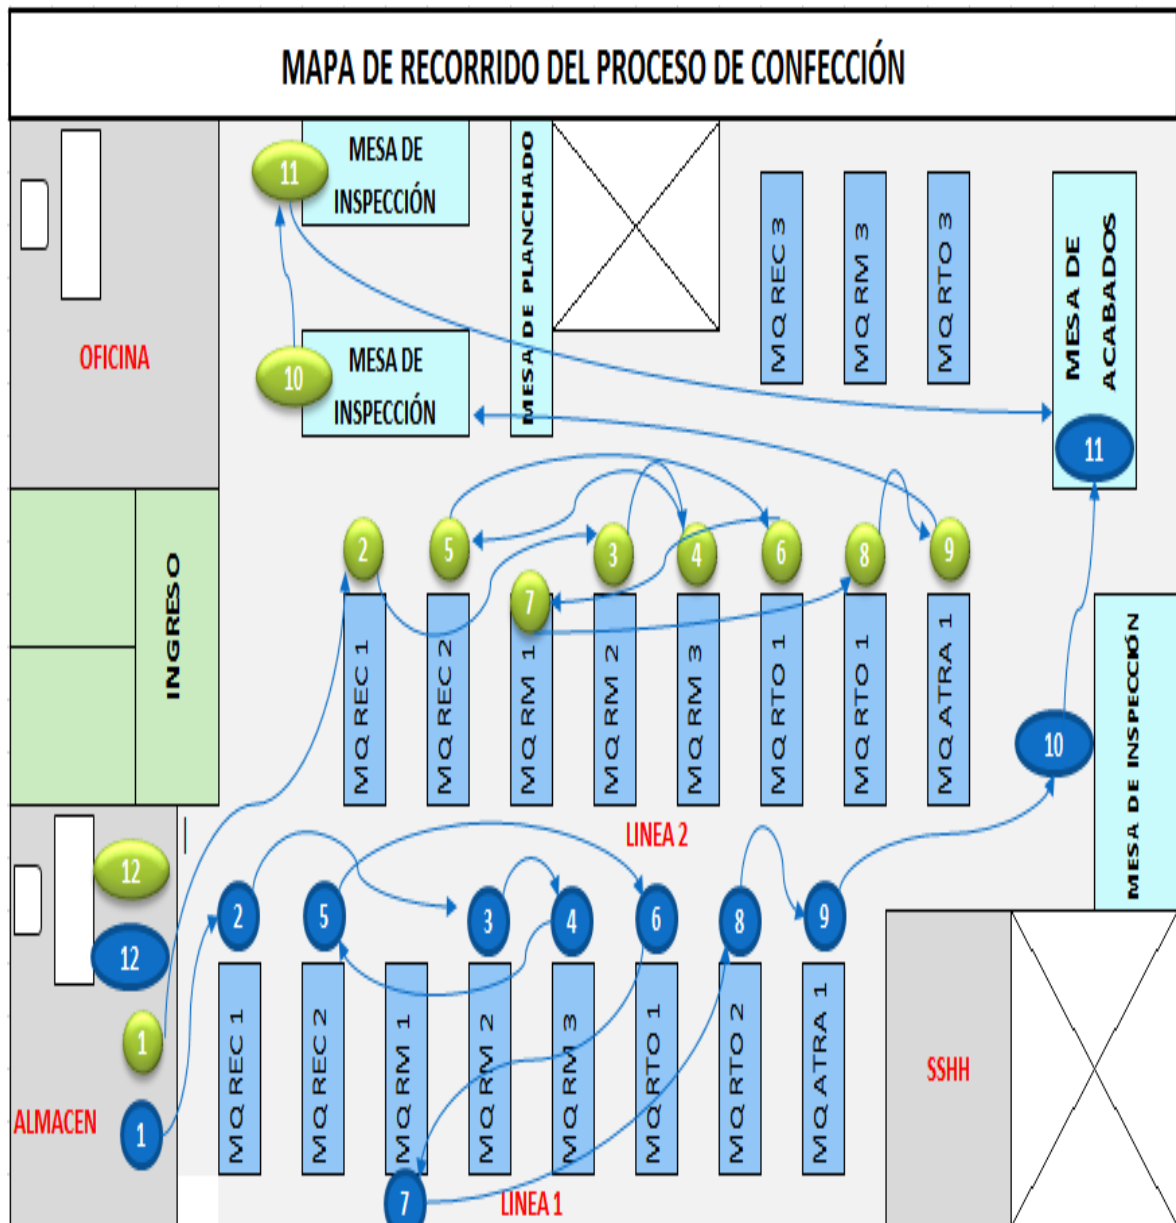 MAPA DE RECORRIDO DEL PROCESO DE CONFECCIÓN
11
MESA DE
INSPECCIÓN
MESA DE PLANCHADO
MQ REC 3
MQ RM 3
MQ RTO 3
MESA DE
ACABADOS
11
OFICINA
10
MESA DE
INSPECCIÓN
INGRESO
2
5
7
3
4
6
8
9
MQ REC 1
MQ REC 2
MQ RM 1
MQ RM 2
MQ RM 3
MQ RTO 1
MQ RTO 1
MQ ATRA 1
10
MESA DE INSPECCIÓN
LINEA 2
12
12
1
1
ALMACEN
2
5
3
4
6
8
9
MQ REC 1
MQ REC 2
MQ RM 1
MQ RM 2
MQ RM 3
MQ RTO 1
MQ RTO 2
MQ ATRA 1
SSHH
7
LINEA 1